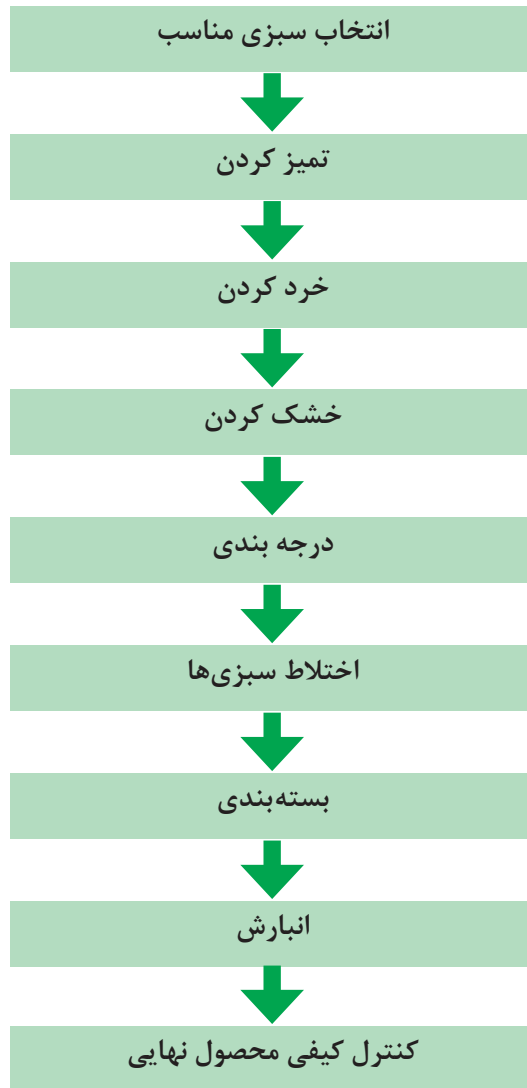 انتخاب سبزی مناسب
تمیز کردن
خرد کردن
خشک کردن
درجه بندی
اختلاط سبزی‌ها
بسته‌بندی
انبارش
کنترل کیفی محصول نهایی